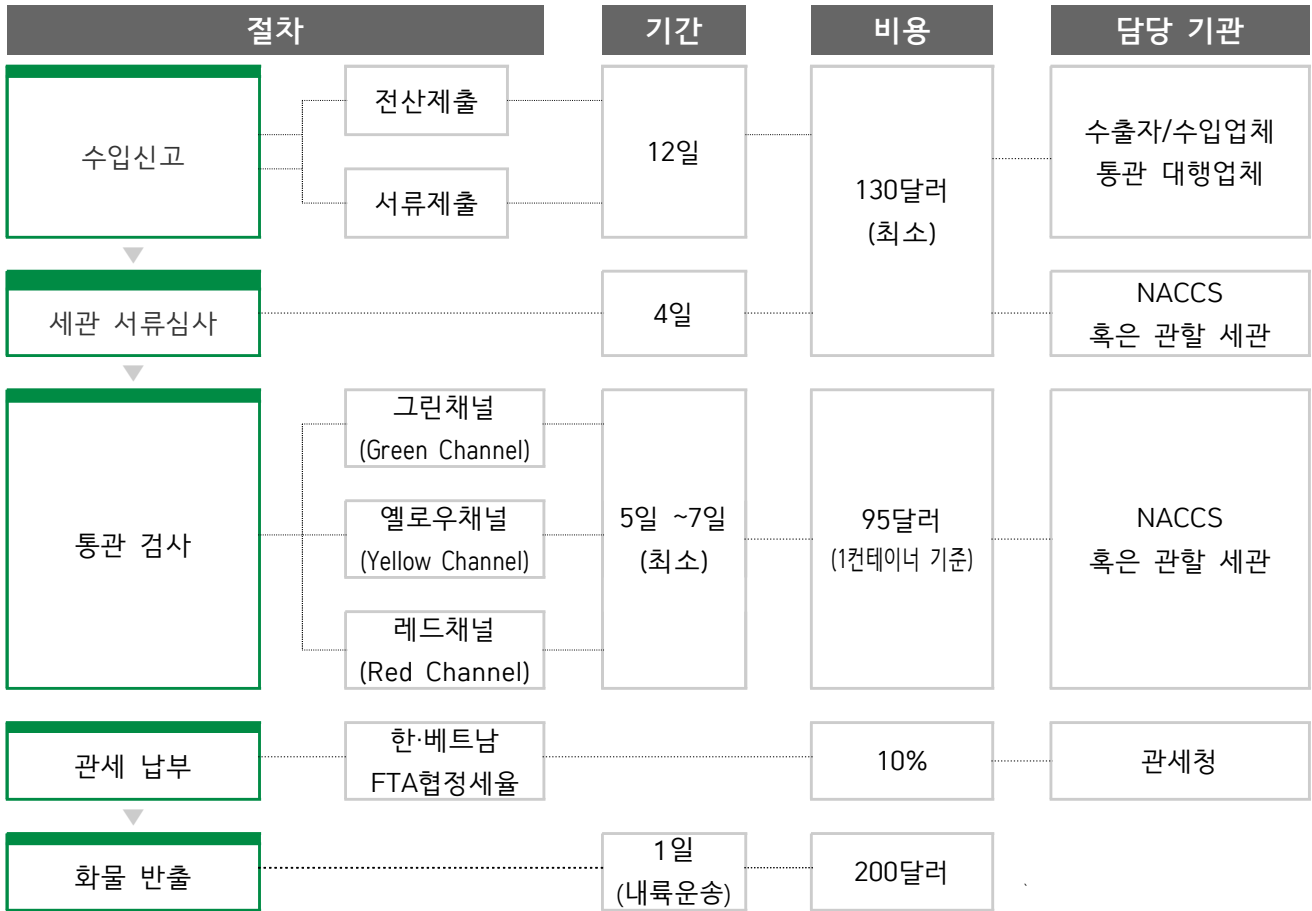 절차 기간 비용 담당 기관
수입신고
전산제출
서류제출
12일
130달러
(최소)
수출자/수입업체
통관 대행업체
세관 서류심사
4일
NACCS
혹은 관할 세관
통관 검사
그린채널
(Green Channel)
옐로우채널
(Yellow Channel)
레드채널
(Red Channel)
5일 ~7일
(최소)
95달러
(1컨테이너 기준)
NACCS
혹은 관할 세관
관세 납부
한·베트남
FTA협정세율
10%
관세청
화물 반출
1일
(내륙운송)
200달러